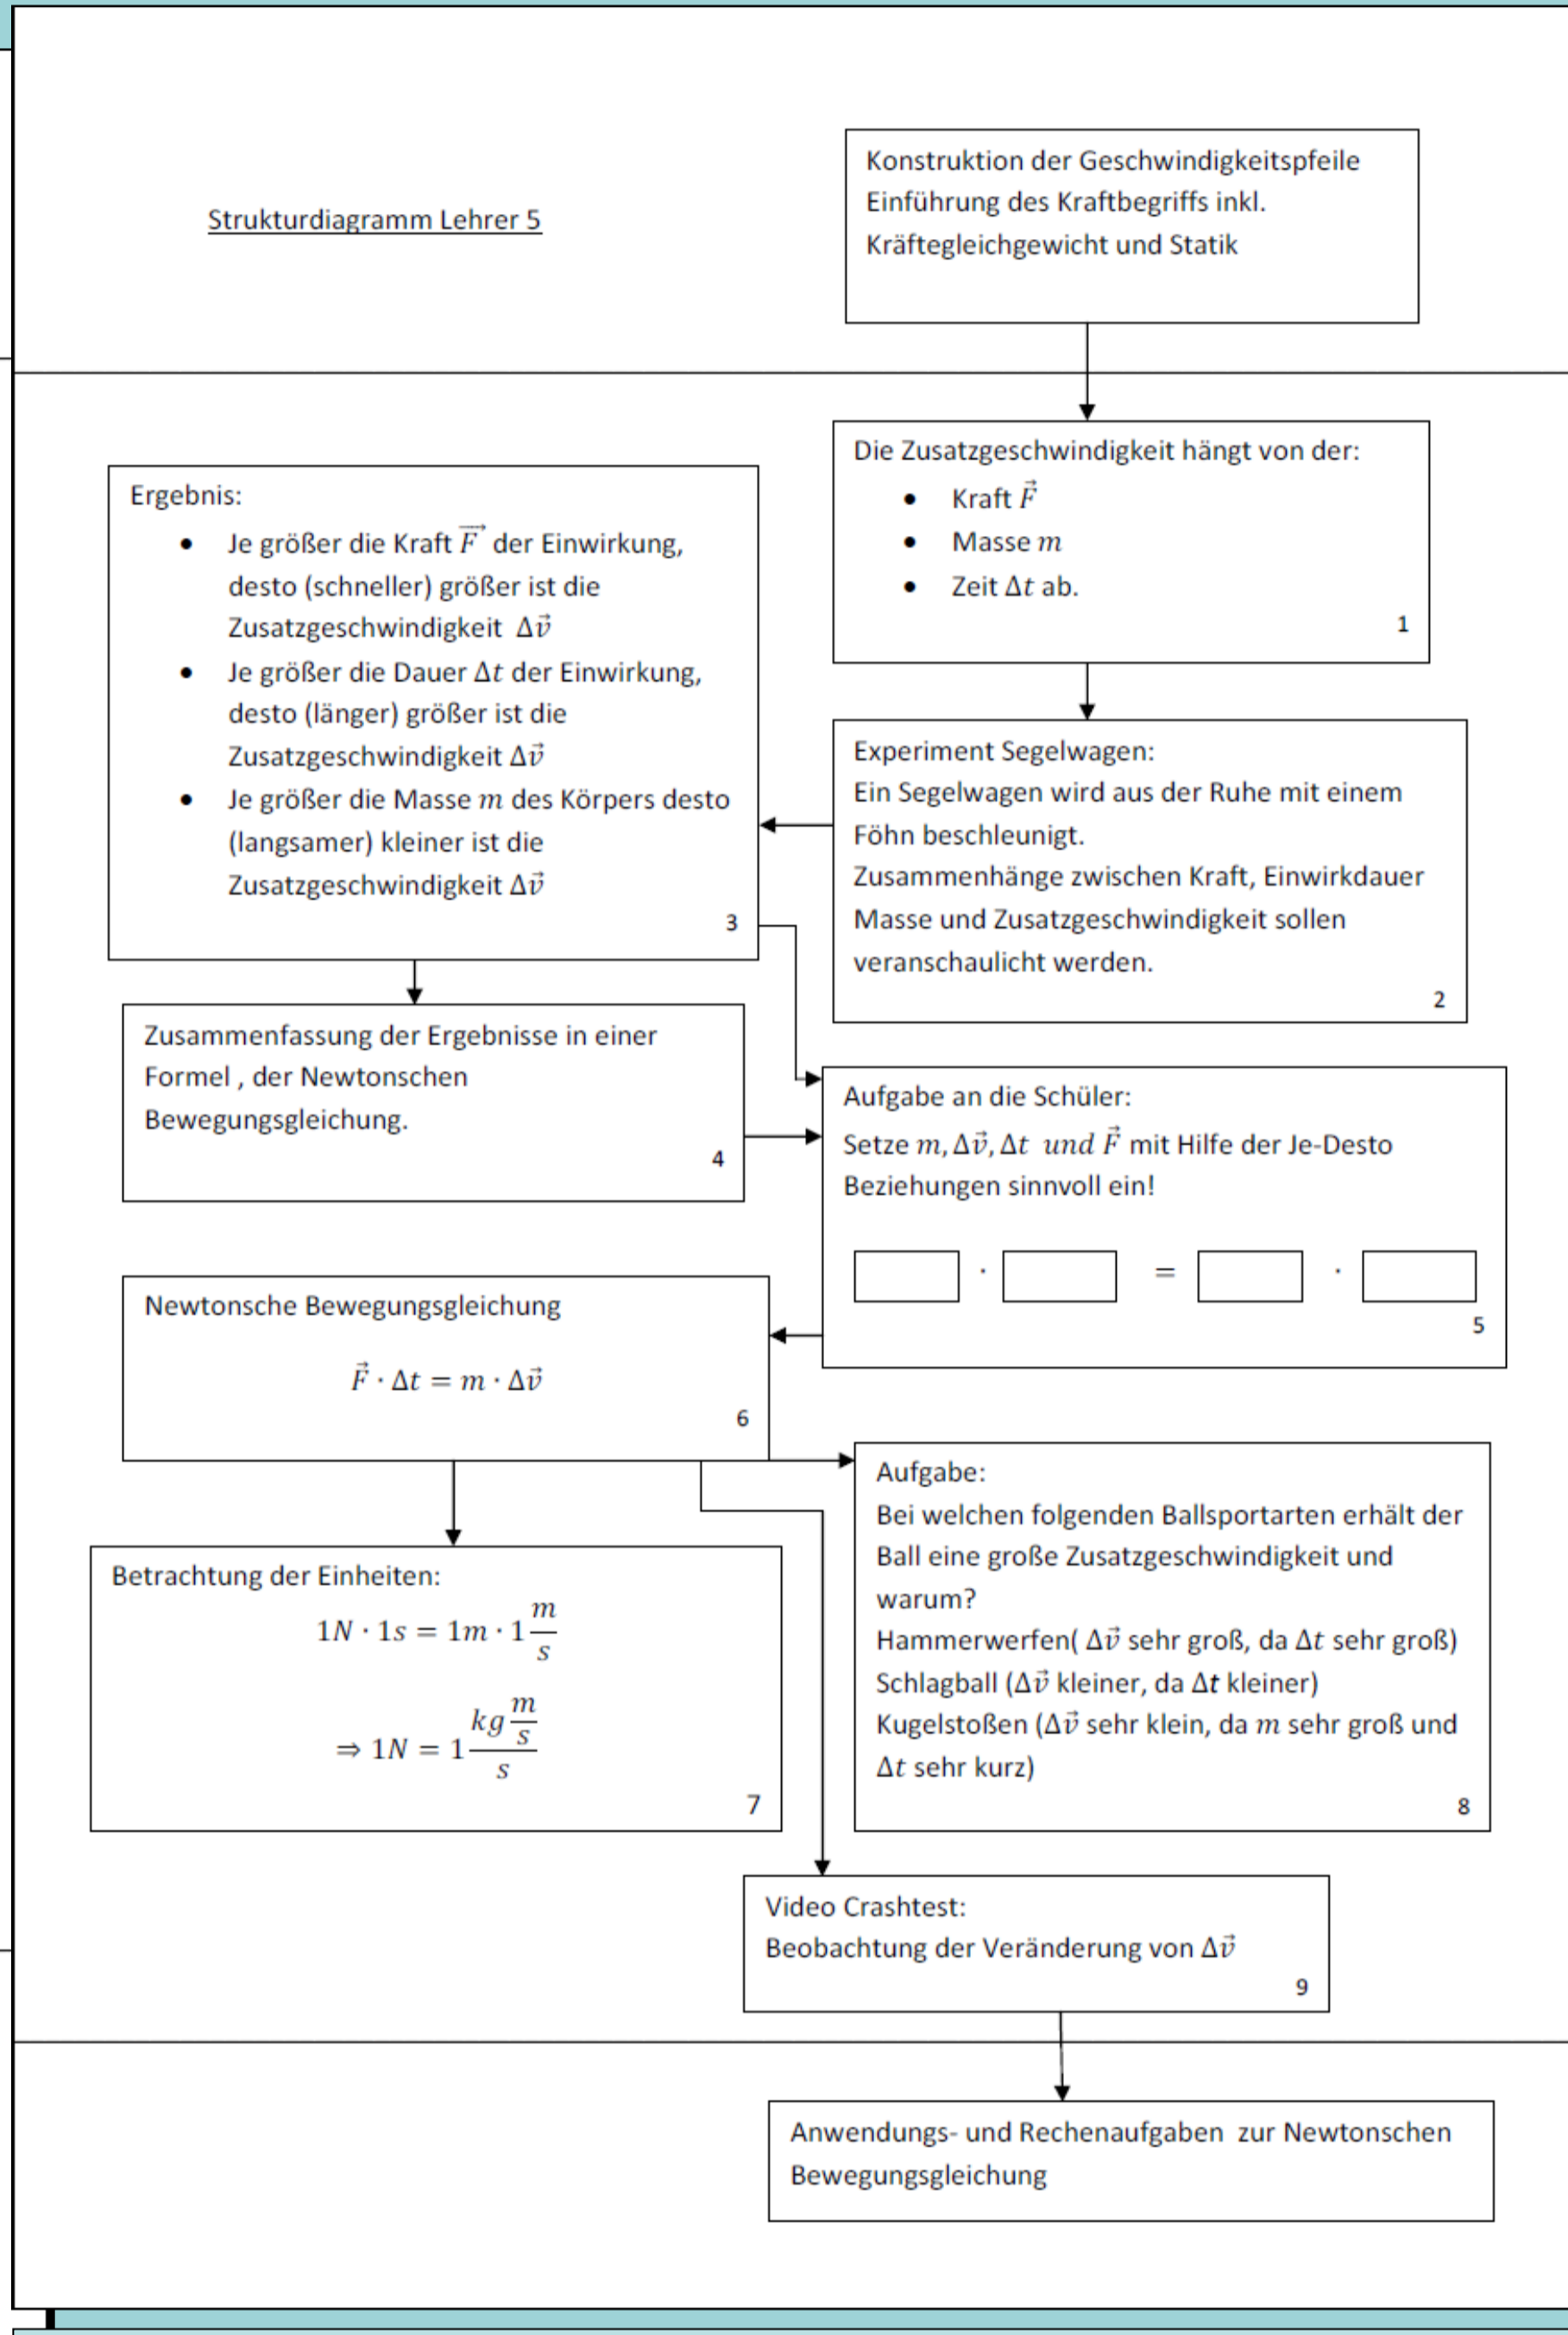 Strukturdiagramm Lehrer 5
Konstruktion der Geschwindigkeitspfeile
Einführung des Kraftbegriffs inkl.
Kräftegleichgewicht und Statik
Die Zusatzgeschwindigkeit hängt von der:
• Kraft F⃗
• Masse m
• Zeit Δt ab.
1
Experiment Segelwagen:
Ein Segelwagen wird aus der Ruhe mit einem
Föhn beschleunigt.
Zusammenhänge zwischen Kraft, Einwirkdauer
Masse und Zusatzgeschwindigkeit sollen
veranschaulicht werden.
2
Ergebnis:
• Je größer die Kraft F⃗ der Einwirkung,
desto (schneller) größer ist die
Zusatzgeschwindigkeit Δv⃗
• Je größer die Dauer Δt der Einwirkung,
desto (länger) größer ist die
Zusatzgeschwindigkeit Δv⃗
• Je größer die Masse m des Körpers desto
(langsamer) kleiner ist die
Zusatzgeschwindigkeit Δv⃗
3
Zusammenfassung der Ergebnisse in einer
Formel , der Newtonschen
Bewegungsgleichung.
4
Aufgabe an die Schüler:
Setze m, Δv⃗, Δt und F⃗ mit Hilfe der Je-Desto
Beziehungen sinnvoll ein!
· = ·
5
Newtonsche Bewegungsgleichung
F⃗ · Δt = m · Δv⃗
6
Betrachtung der Einheiten:
1N · 1s = 1m · 1 m/s
⇒ 1N = 1 (kg m/s)/s
7
Aufgabe:
Bei welchen folgenden Ballsportarten erhält der
Ball eine große Zusatzgeschwindigkeit und
warum?
Hammerwerfen( Δv⃗ sehr groß, da Δt sehr groß)
Schlagball (Δv⃗ kleiner, da Δt kleiner)
Kugelstoßen (Δv⃗ sehr klein, da m sehr groß und
Δt sehr kurz)
8
Video Crashtest:
Beobachtung der Veränderung von Δv⃗
9
Anwendungs- und Rechenaufgaben zur Newtonschen
Bewegungsgleichung